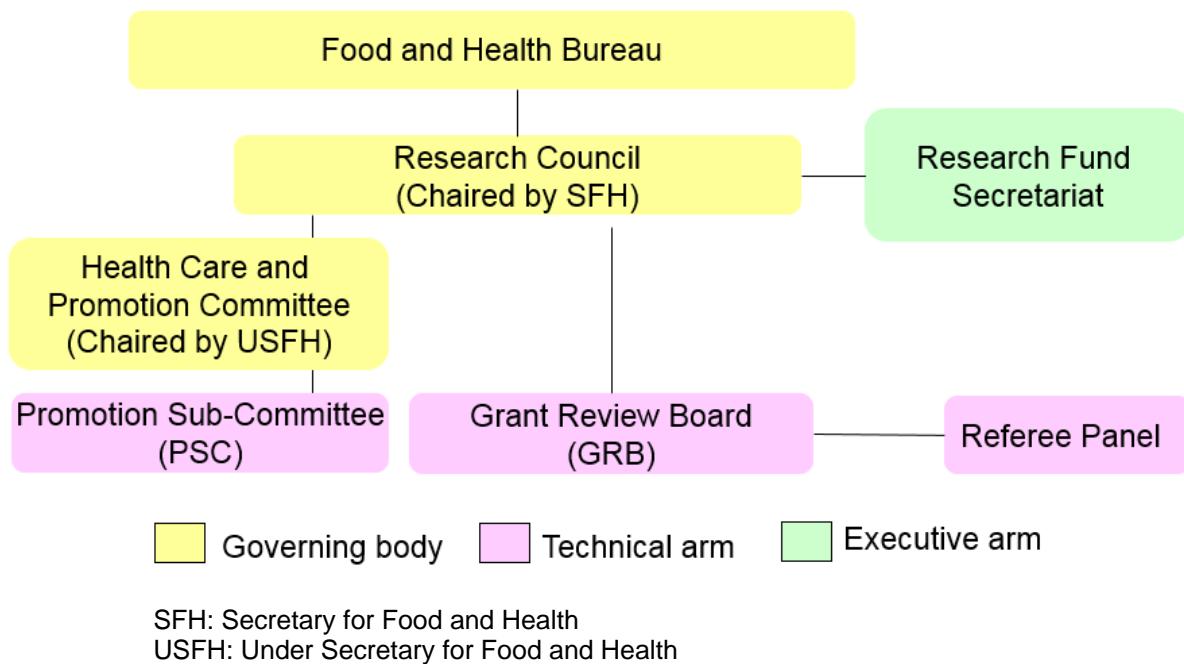 Food and Health Bureau
Research Council
(Chaired by SFH)
Research Fund
Secretariat
Health Care and
Promotion Committee
(Chaired by USFH)
Promotion Sub-Committee
(PSC)
Grant Review Board
(GRB)
Referee Panel
Governing body
Technical arm
Executive arm
SFH: Secretary for Food and Health
USFH: Under Secretary for Food and Health